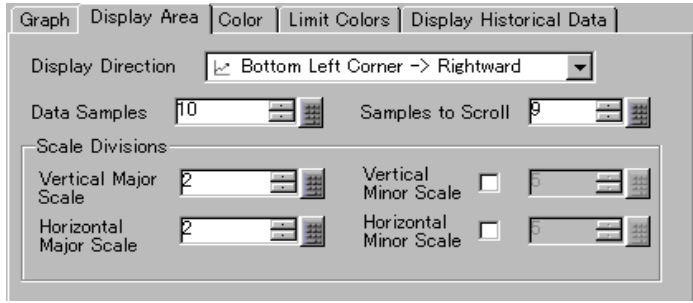 Graph Display Area Color Limit Colors Display Historical Data
Display Direction Bottom Left Corner -> Rightward
Data Samples 10 Samples to Scroll 9
Scale Divisions
Vertical Major Scale 2 Vertical Minor Scale 5
Horizontal Major Scale 2 Horizontal Minor Scale 5